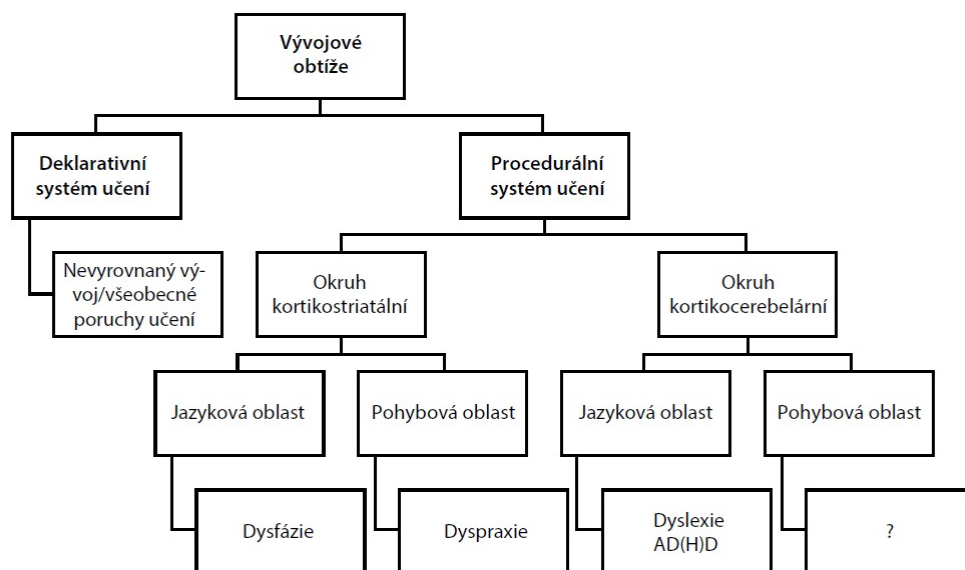 Vývojové
obtíže
Deklarativní
systém učení
Procedurální
systém učení
Nevyrovnaný vý-
voj/všeobecné
poruchy učení
Okruh
kortikostriatální
Okruh
kortikocerebelární
Jazyková oblast
Pohybová oblast
Jazyková oblast
Pohybová oblast
Dysfázie
Dyspraxie
Dyslexie
AD(H)D
?